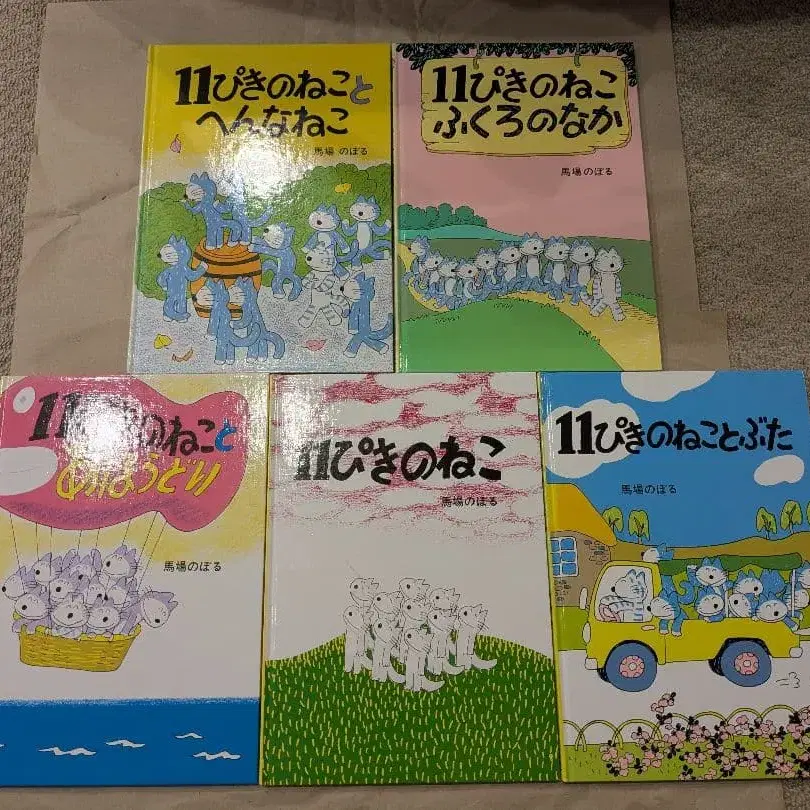 11ぴきのねこと
へんなねこ
馬場 のぼる
11ぴきのねこ
ふくろのなか
馬場のぼる
11ぴきのねこと
あほうどり
馬場のぼる
11ぴきのねこ
馬場のぼる
11ぴきのねことぶた
馬場のぼる